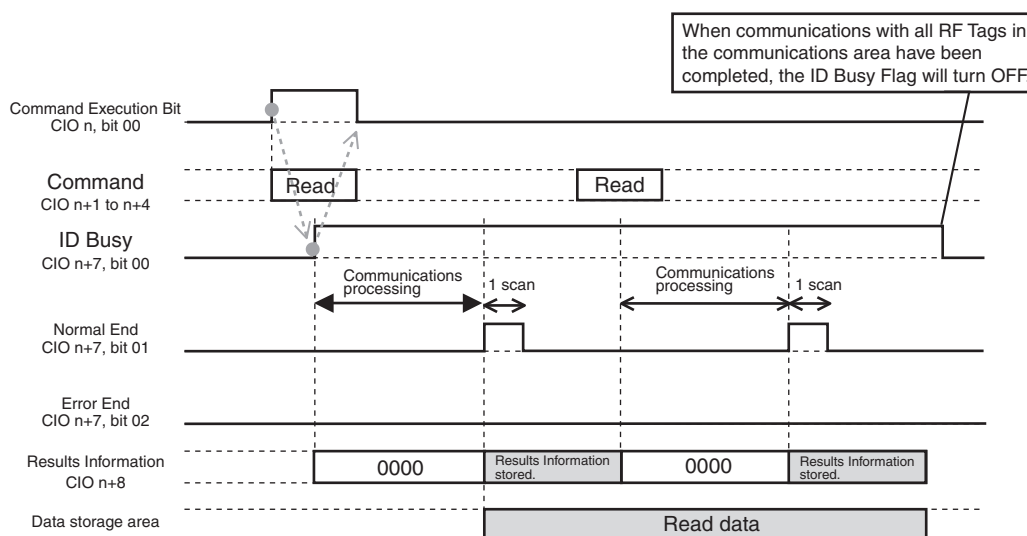 When communications with all RF Tags in
the communications area have been
completed, the ID Busy Flag will turn OFF.
Command Execution Bit
CIO n, bit 00
Command
CIO n+1 to n+4
Read
Read
ID Busy
CIO n+7, bit 00
Communications
processing
1 scan
Communications
processing
1 scan
Normal End
CIO n+7, bit 01
Error End
CIO n+7, bit 02
Results Information
CIO n+8
0000
Results Information
stored.
0000
Results Information
stored.
Data storage area
Read data